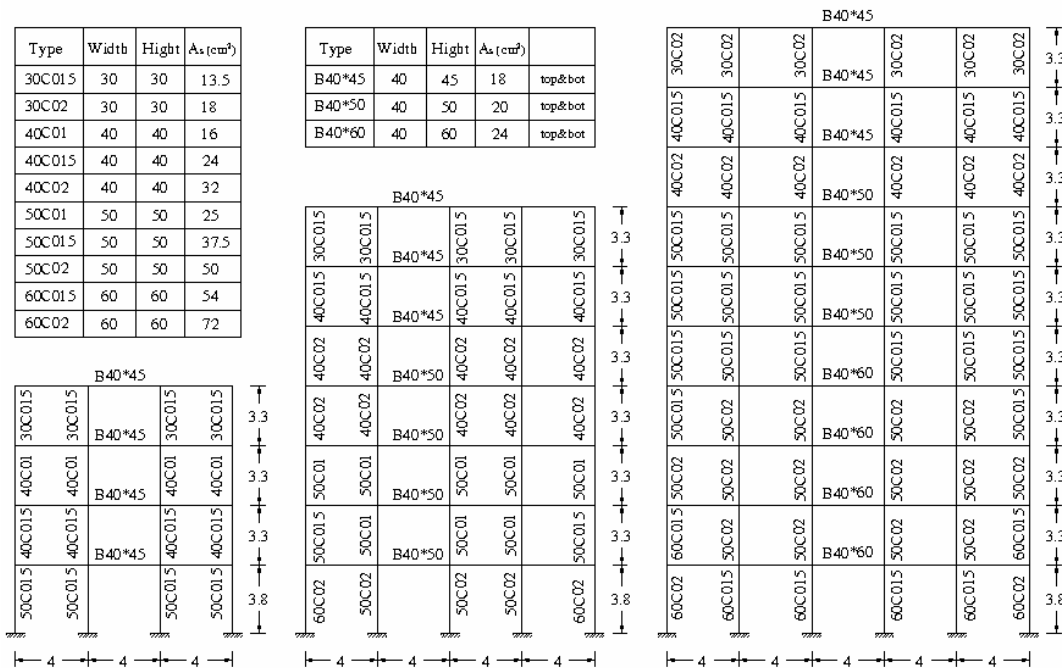 Type Width Hight As(cm²)
30C015 30 30 13.5
30C02 30 30 18
40C01 40 40 16
40C015 40 40 24
40C02 40 40 32
50C01 50 50 25
50C015 50 50 37.5
50C02 50 50 50
60C015 60 60 54
60C02 60 60 72
Type Width Hight As(cm²)
B40*45 40 45 18 top&bot
B40*50 40 50 20 top&bot
B40*60 40 60 24 top&bot
B40*45
30C015 30C015 B40*45 30C015 30C015 3.3
40C01 40C01 B40*45 40C01 40C01 3.3
40C015 40C015 B40*45 40C015 40C015 3.3
50C015 50C015 50C015 50C015 3.8
4 4 4
B40*45
30C015 30C015 B40*45 30C015 30C015 30C015 3.3
40C015 40C015 B40*45 40C015 40C015 40C015 3.3
40C02 40C02 B40*50 40C02 40C02 40C02 3.3
40C02 40C02 B40*50 40C02 40C02 40C02 3.3
50C01 50C01 B40*50 50C01 50C01 50C01 3.3
50C015 50C01 B40*50 50C01 50C01 50C015 3.3
60C02 50C02 50C02 50C02 60C02 3.8
4 4 4 4
B40*45
30C02 30C02 30C02 B40*45 30C02 30C02 30C02 3.3
40C015 40C015 40C015 B40*45 40C015 40C015 40C015 3.3
40C02 40C02 40C02 B40*50 40C02 40C02 40C02 3.3
50C015 50C015 50C015 B40*50 50C015 50C015 50C015 3.3
50C015 50C015 50C015 B40*50 50C015 50C015 50C015 3.3
50C015 50C015 50C015 B40*60 50C015 50C015 50C015 3.3
50C015 50C02 50C02 B40*60 50C02 50C02 50C015 3.3
50C02 50C02 50C02 B40*60 50C02 50C02 50C02 3.3
60C015 50C02 50C02 B40*60 50C02 50C02 60C015 3.3
60C02 60C015 60C015 60C015 60C015 60C02 3.8
4 4 4 4 4